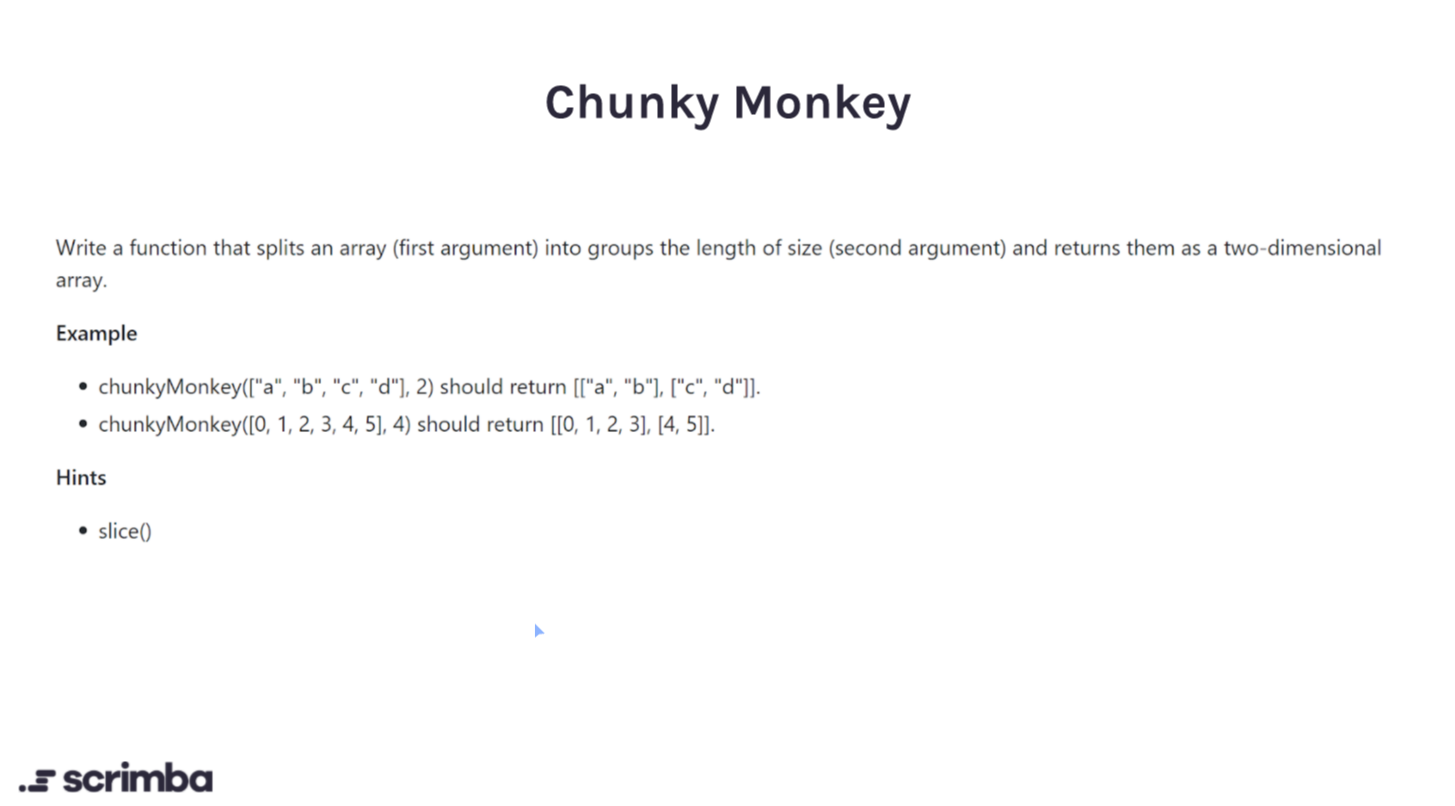 Chunky Monkey
Write a function that splits an array (first argument) into groups the length of size (second argument) and returns them as a two-dimensional
array.
Example
• chunkyMonkey(["a", "b", "c", "d"], 2) should return [["a", "b"], ["c", "d"]].
• chunkyMonkey([0, 1, 2, 3, 4, 5], 4) should return [[0, 1, 2, 3], [4, 5]].
Hints
• slice()
scrimba